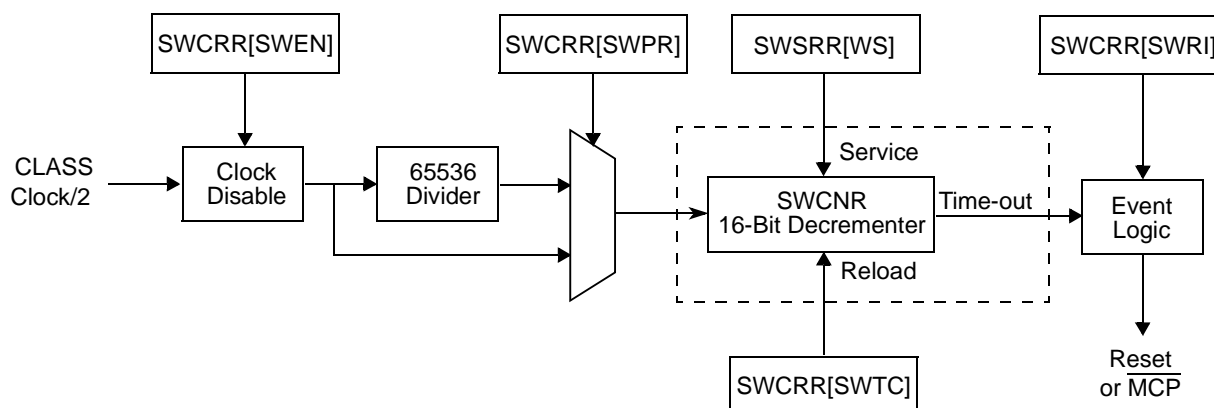 SWCRR[SWEN]
SWCRR[SWPR]
SWSRR[WS]
SWCRR[SWRI]
CLASS
Clock/2
Clock
Disable
65536
Divider
Service
SWCNR
16-Bit Decrementer
Time-out
Event
Logic
Reload
SWCRR[SWTC]
Reset
or MCP